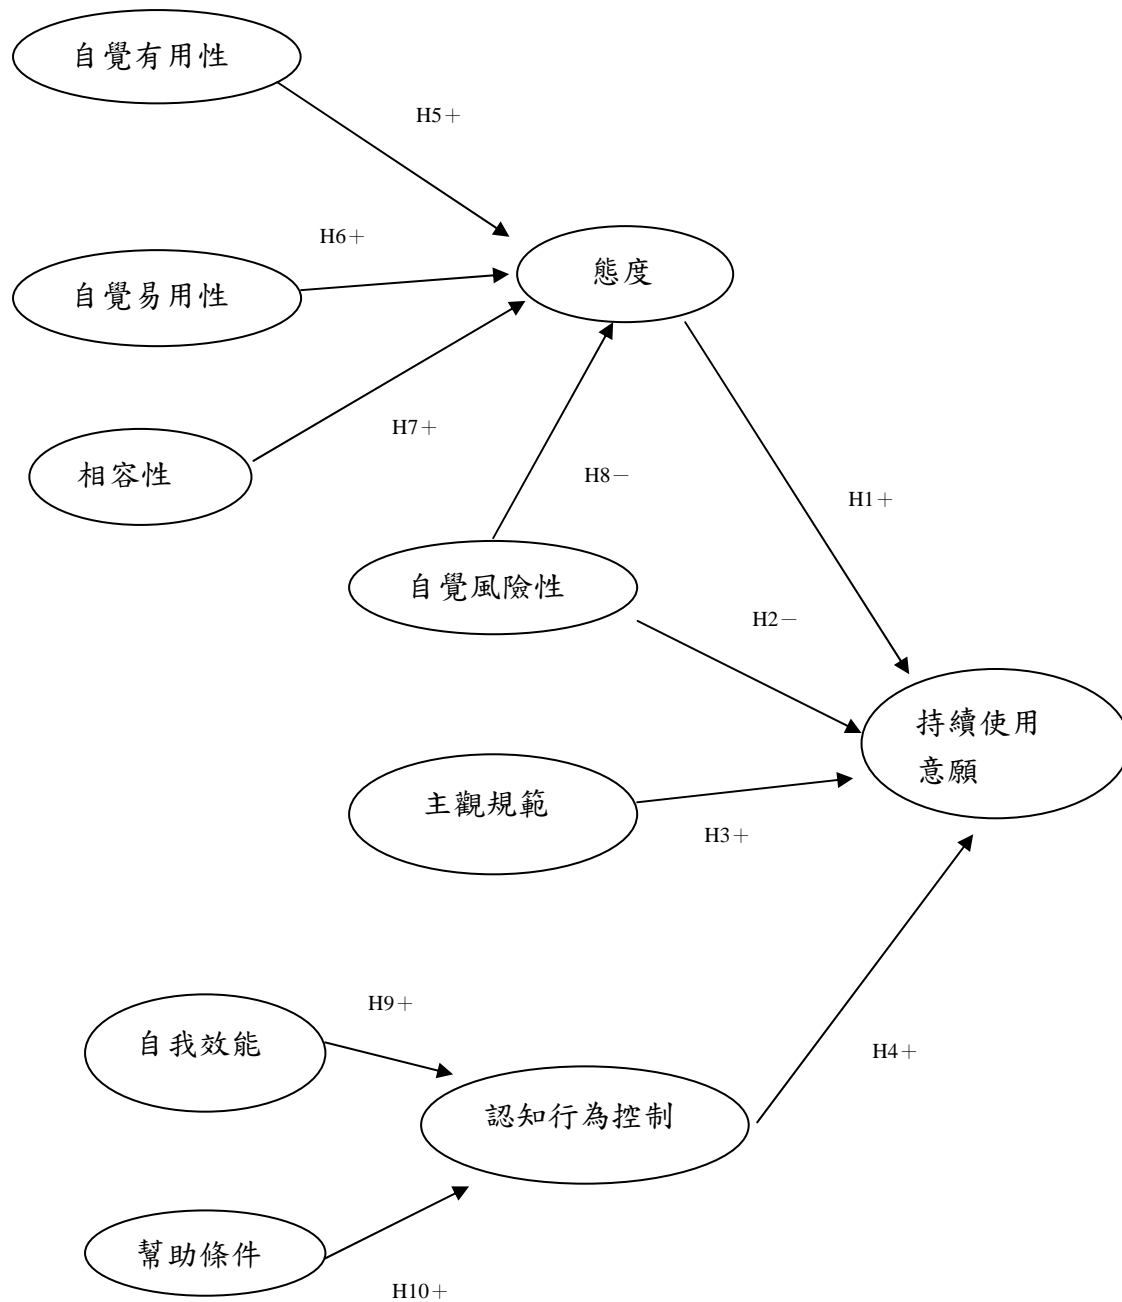 自覺有用性
H5＋
H6＋
態度
自覺易用性
H7＋
相容性
H8－
H1＋
自覺風險性
H2－
持續使用
意願
主觀規範
H3＋
H9＋
自我效能
H4＋
認知行為控制
幫助條件
H10＋